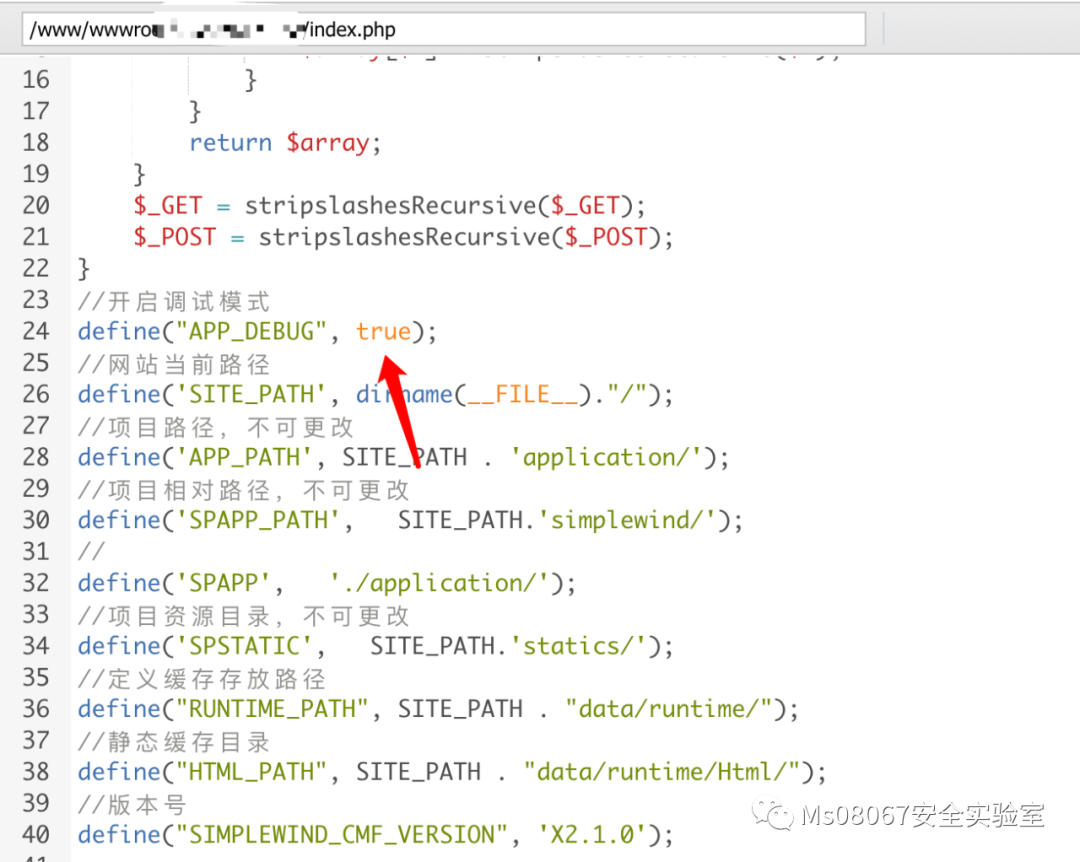 /www/wwwro /index.php
16 }
17 }
18 return $array;
19 }
20 $_GET = stripslashesRecursive($_GET);
21 $_POST = stripslashesRecursive($_POST);
22 }
23 //开启调试模式
24 define("APP_DEBUG", true);
25 //网站当前路径
26 define('SITE_PATH', dirname(__FILE__)."/");
27 //项目路径，不可更改
28 define('APP_PATH', SITE_PATH . 'application/');
29 //项目相对路径，不可更改
30 define('SPAPP_PATH', SITE_PATH.'simplewind/');
31 //
32 define('SPAPP', './application/');
33 //项目资源目录，不可更改
34 define('SPSTATIC', SITE_PATH.'statics/');
35 //定义缓存存放路径
36 define("RUNTIME_PATH", SITE_PATH . "data/runtime/");
37 //静态缓存目录
38 define("HTML_PATH", SITE_PATH . "data/runtime/Html/");
39 //版本号
40 define("SIMPLEWIND_CMF_VERSION", 'X2.1.0');
Ms08067安全实验室